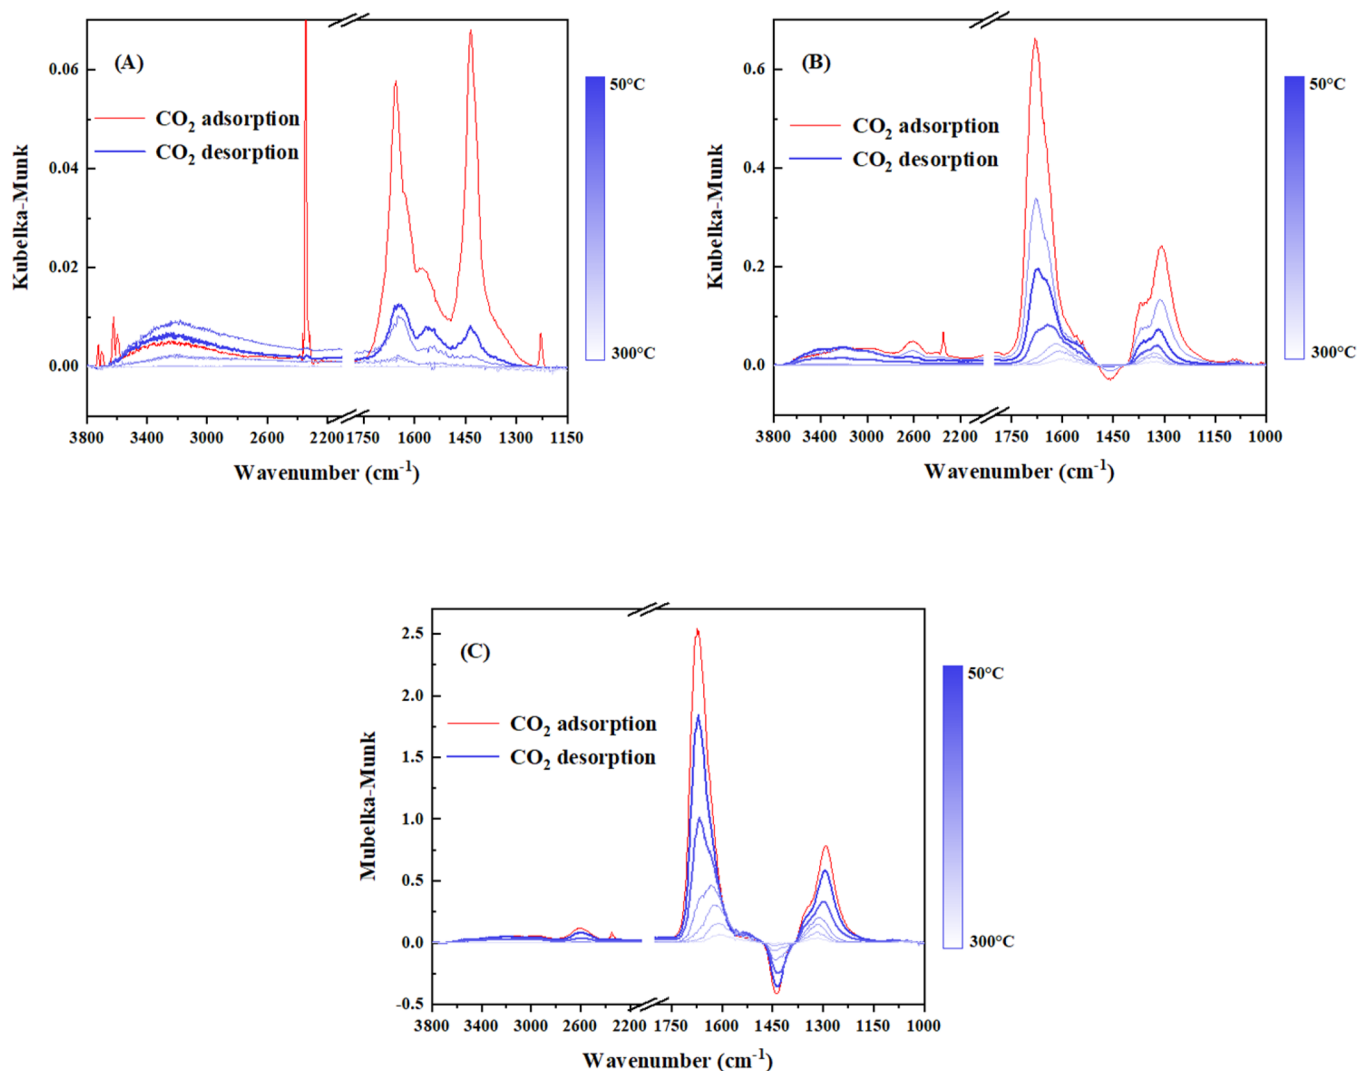 (A)
CO₂ adsorption
CO₂ desorption
Kubelka-Munk
0.06
0.04
0.02
0.00
3800 3400 3000 2600 2200 1750 1600 1450 1300 1150
Wavenumber (cm⁻¹)
50°C
300°C
(B)
CO₂ adsorption
CO₂ desorption
Kubelka-Munk
0.6
0.4
0.2
0.0
3800 3400 3000 2600 2200 1750 1600 1450 1300 1150 1000
Wavenumber (cm⁻¹)
50°C
300°C
(C)
CO₂ adsorption
CO₂ desorption
Mubelka-Munk
2.5
2.0
1.5
1.0
0.5
0.0
-0.5
3800 3400 3000 2600 2200 1750 1600 1450 1300 1150 1000
Wavenumber (cm⁻¹)
50°C
300°C